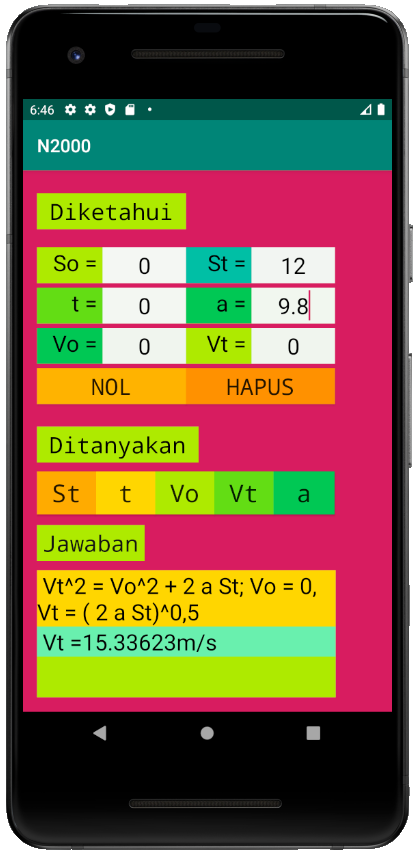 6:46
N2000
Diketahui
So = 0 St = 12
t = 0 a = 9.8
Vo = 0 Vt = 0
NOL HAPUS
Ditanyakan
St t Vo Vt a
Jawaban
Vt^2 = Vo^2 + 2 a St; Vo = 0,
Vt = ( 2 a St)^0,5
Vt =15.33623m/s